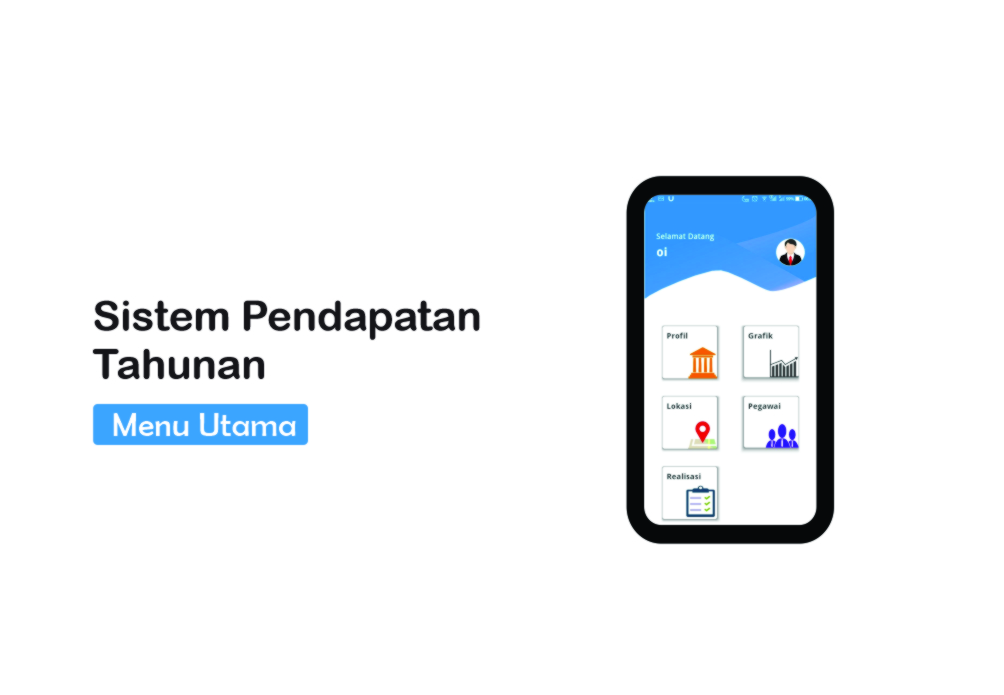 Sistem Pendapatan
Tahunan
Menu Utama
Selamat Datang
oi
Profil
Grafik
Lokasi
Pegawai
Realisasi